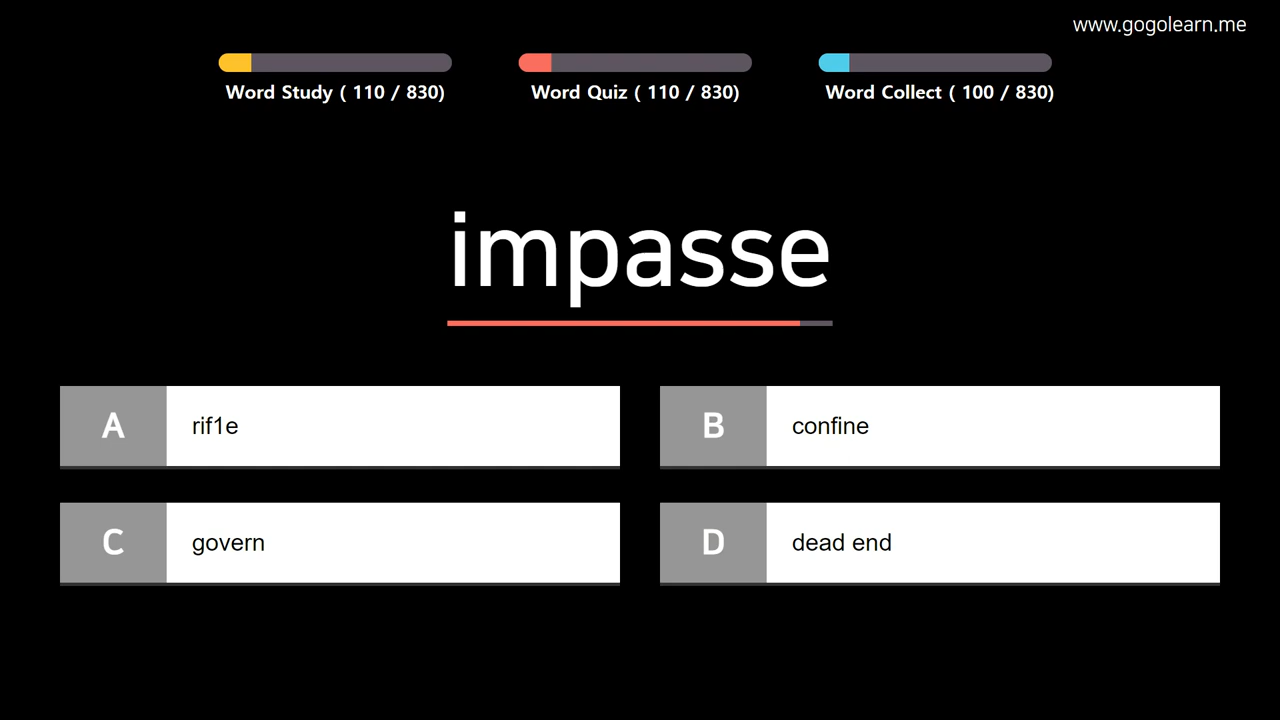 www.gogolearn.me
Word Study ( 110 / 830)
Word Quiz ( 110 / 830)
Word Collect ( 100 / 830)
impasse
A rif1e
B confine
C govern
D dead end